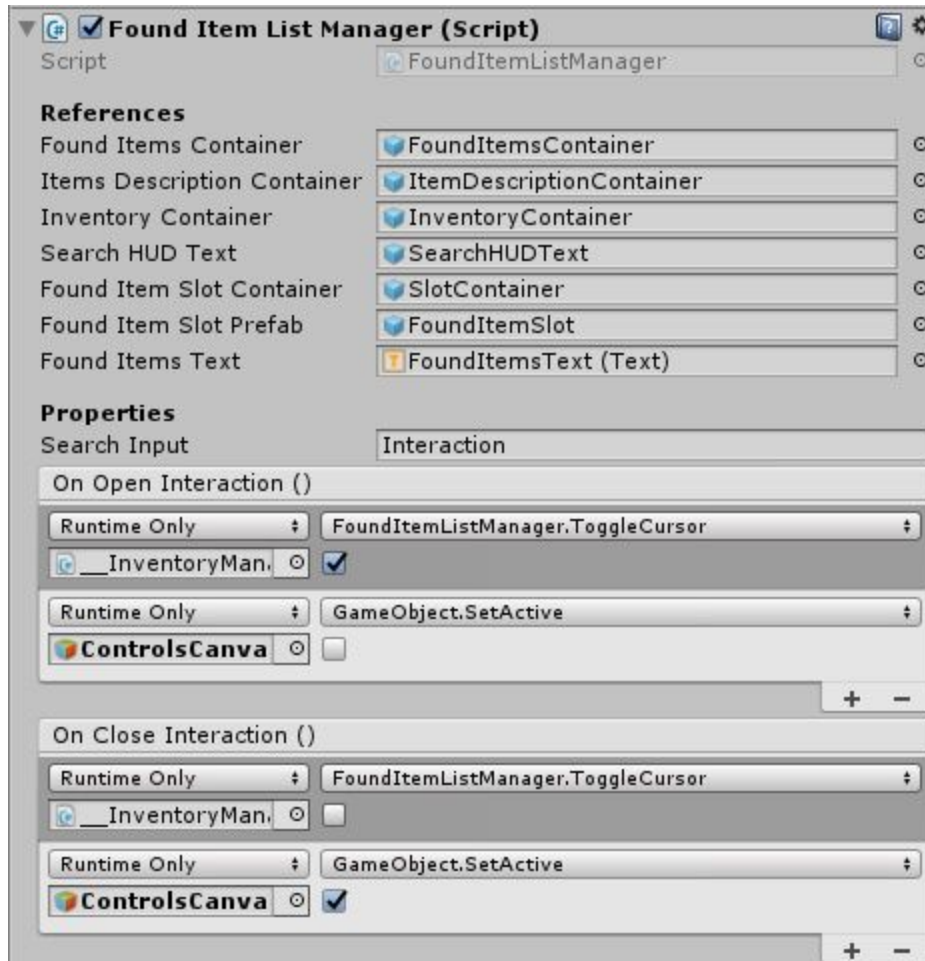 Found Item List Manager (Script)
Script FoundItemListManager
References
Found Items Container FoundItemsContainer
Items Description Container ItemDescriptionContainer
Inventory Container InventoryContainer
Search HUD Text SearchHUDText
Found Item Slot Container SlotContainer
Found Item Slot Prefab FoundItemSlot
Found Items Text FoundItemsText (Text)
Properties
Search Input Interaction
On Open Interaction ()
Runtime Only FoundItemListManager.ToggleCursor
__InventoryMan
Runtime Only GameObject.SetActive
ControlsCanva
+ −
On Close Interaction ()
Runtime Only FoundItemListManager.ToggleCursor
__InventoryMan
Runtime Only GameObject.SetActive
ControlsCanva
+ −